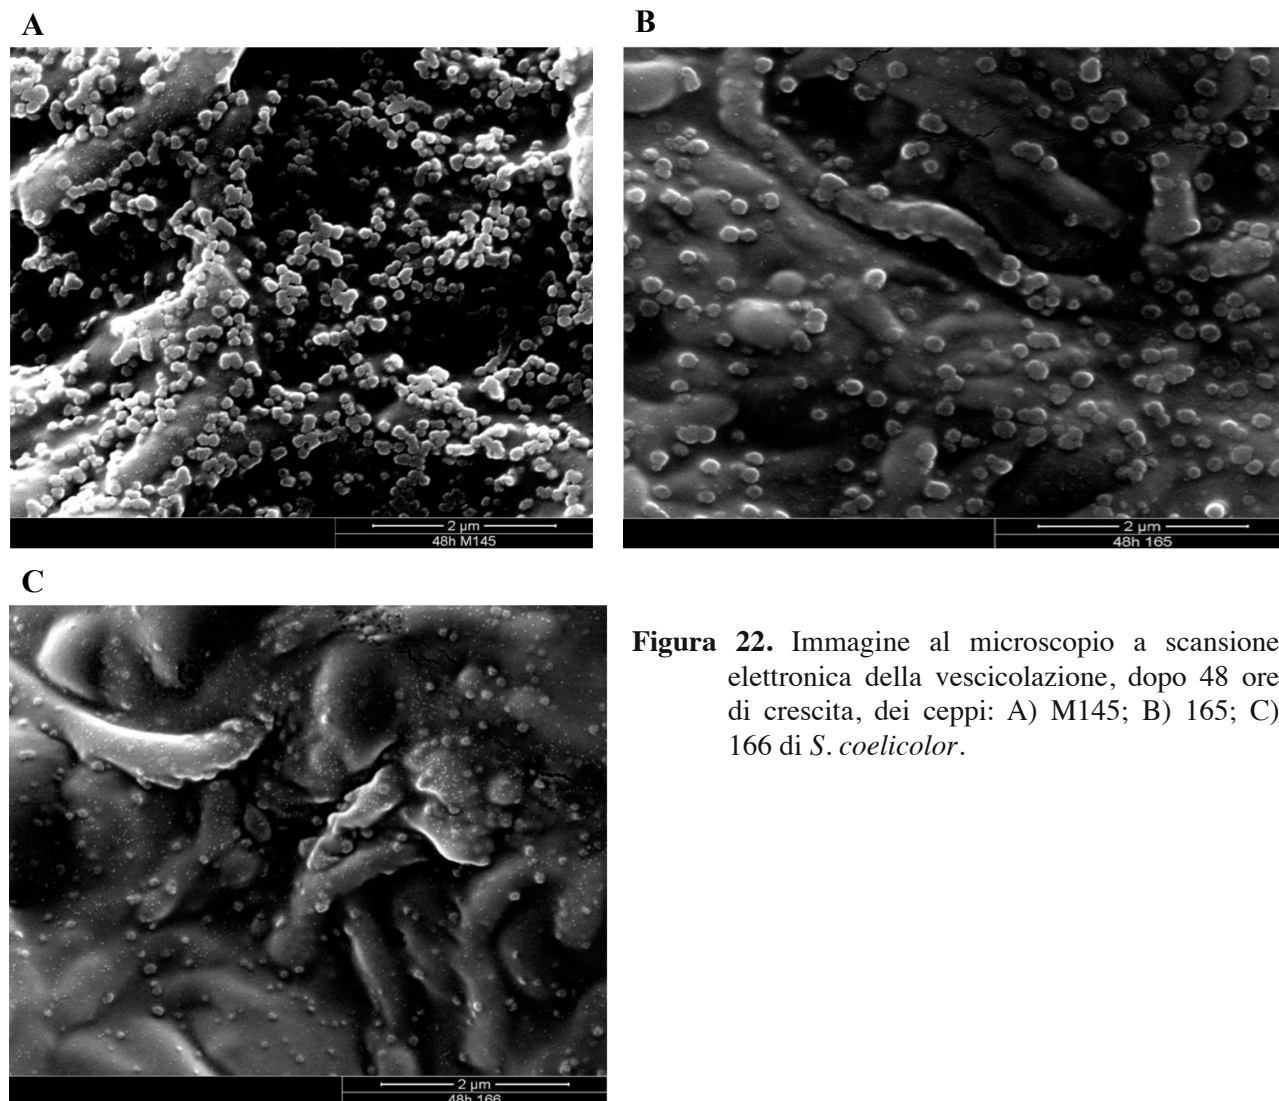 A
B
2 µm
48h M145
2 µm
48h 165
C
Figura 22. Immagine al microscopio a scansione
elettronica della vescicolazione, dopo 48 ore
di crescita, dei ceppi: A) M145; B) 165; C)
166 di S. coelicolor.
2 µm
48h 166